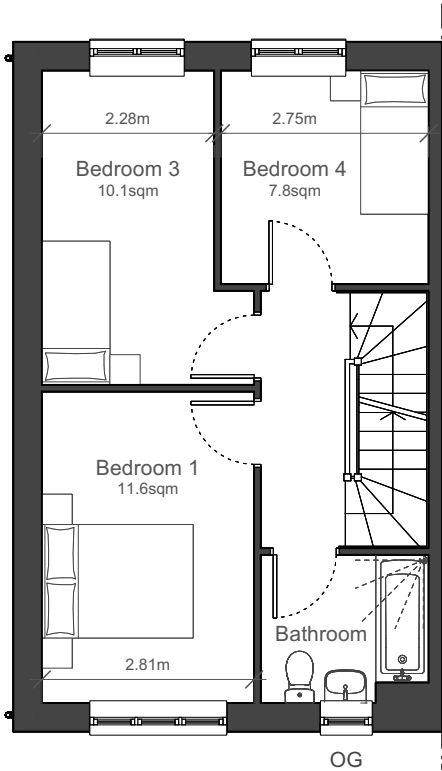 2.28m
2.75m
Bedroom 3
10.1sqm
Bedroom 4
7.8sqm
Bedroom 1
11.6sqm
Bathroom
2.81m
OG